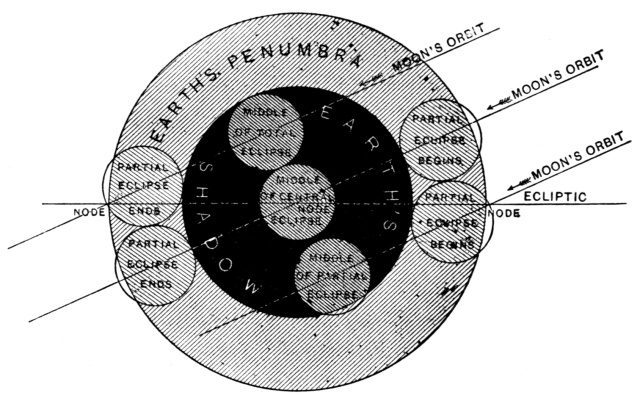 MOON'S ORBIT
EARTH'S PENUMBRA
MOON'S ORBIT
MIDDLE
OF TOTAL
ECLIPSE
EARTH'S
SHADOW
PARTIAL
ECLIPSE
BEGINS
MOON'S ORBIT
PARTIAL
ECLIPSE
ENDS
MIDDLE
OF CENTRAL
NODE
ECLIPSE
PARTIAL
ECLIPSE
BEGINS
ECLIPTIC
NODE
NODE
PARTIAL
ECLIPSE
ENDS
MIDDLE
OF PARTIAL
ECLIPSE